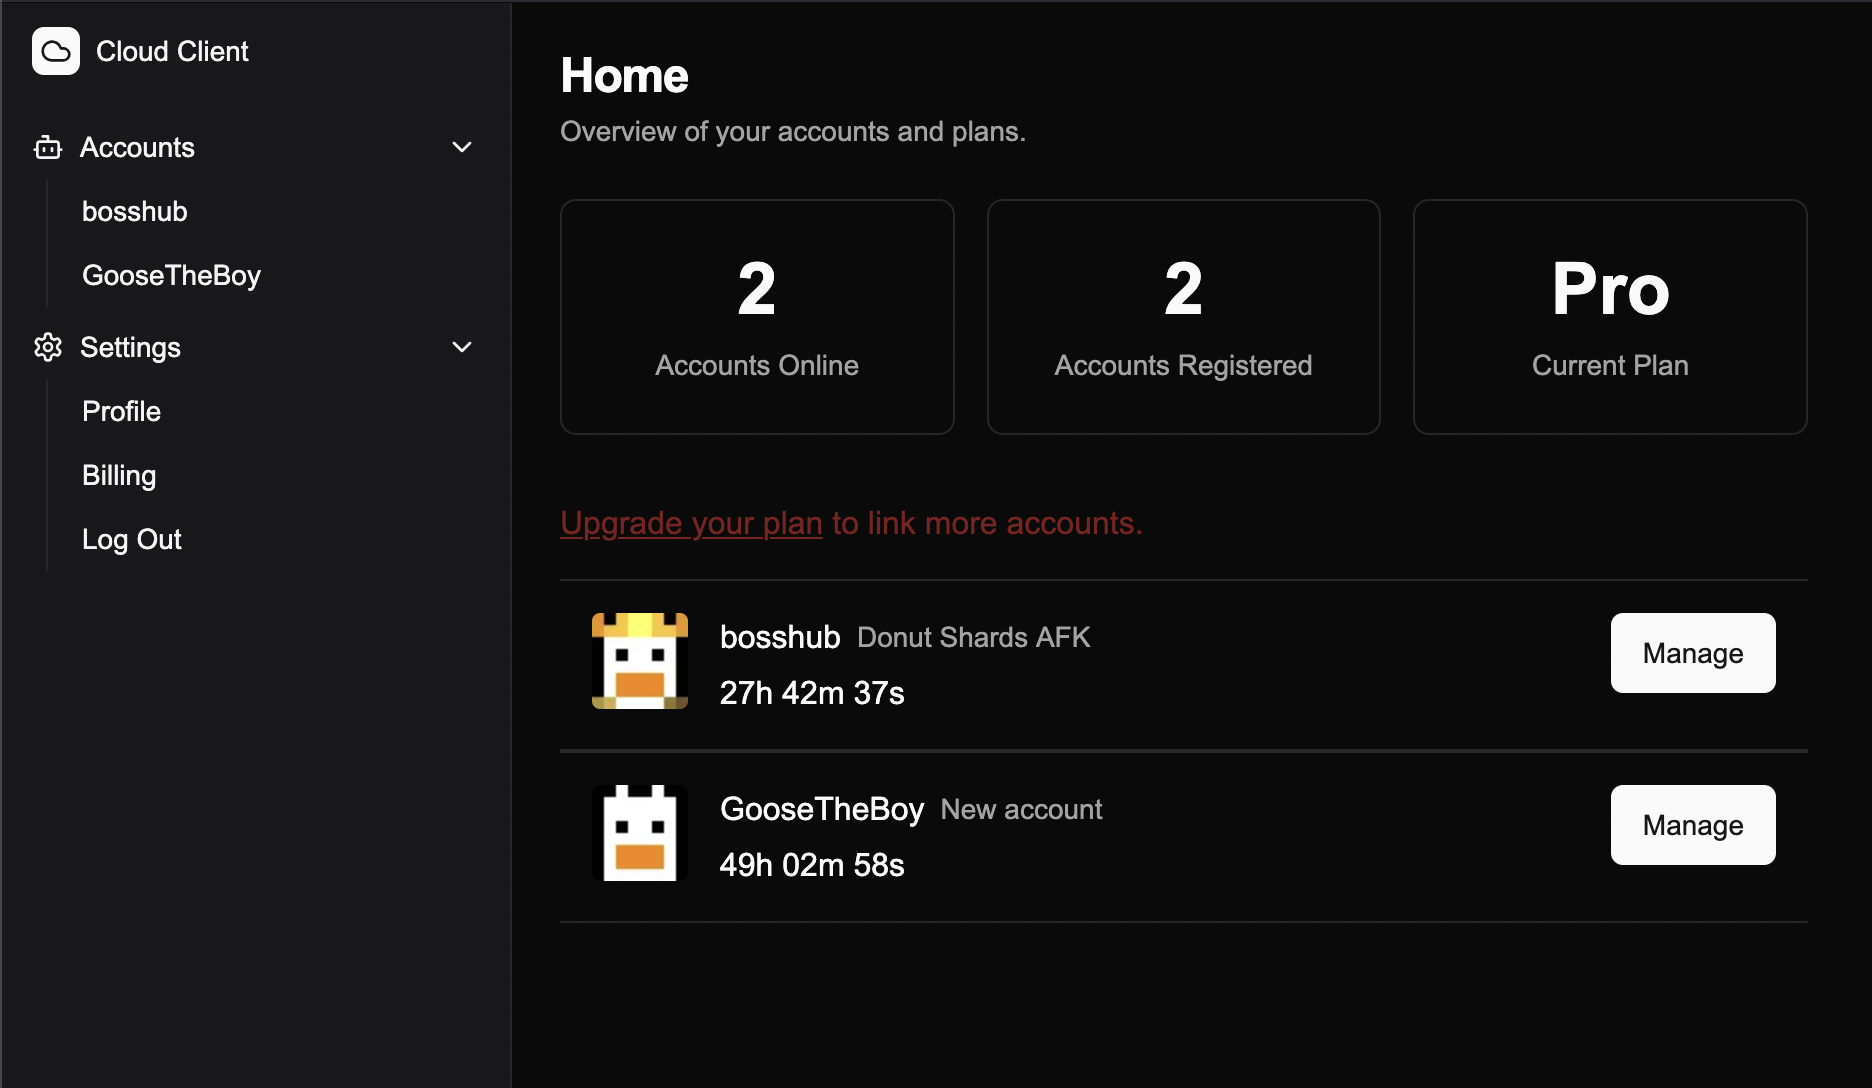 Cloud Client
Accounts
bosshub
GooseTheBoy
Settings
Profile
Billing
Log Out
Home
Overview of your accounts and plans.
2
Accounts Online
2
Accounts Registered
Pro
Current Plan
Upgrade your plan to link more accounts.
bosshub Donut Shards AFK
27h 42m 37s
Manage
GooseTheBoy New account
49h 02m 58s
Manage